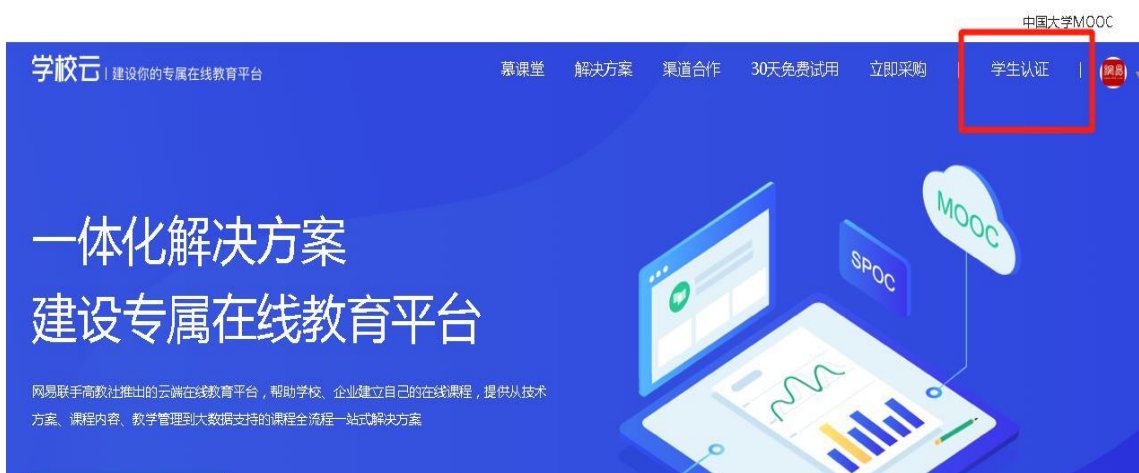 中国大学MOOC
学校云 | 建设你的专属在线教育平台
慕课堂 解决方案 渠道合作 30天免费试用 立即采购 | 学生认证 | 网易
一体化解决方案
建设专属在线教育平台
网易联手高教社推出的云端在线教育平台，帮助学校、企业建立自己的在线课程，提供从技术
方案、课程内容、教学管理到大数据支持的课程全流程一站式解决方案
MOOC
SPOC